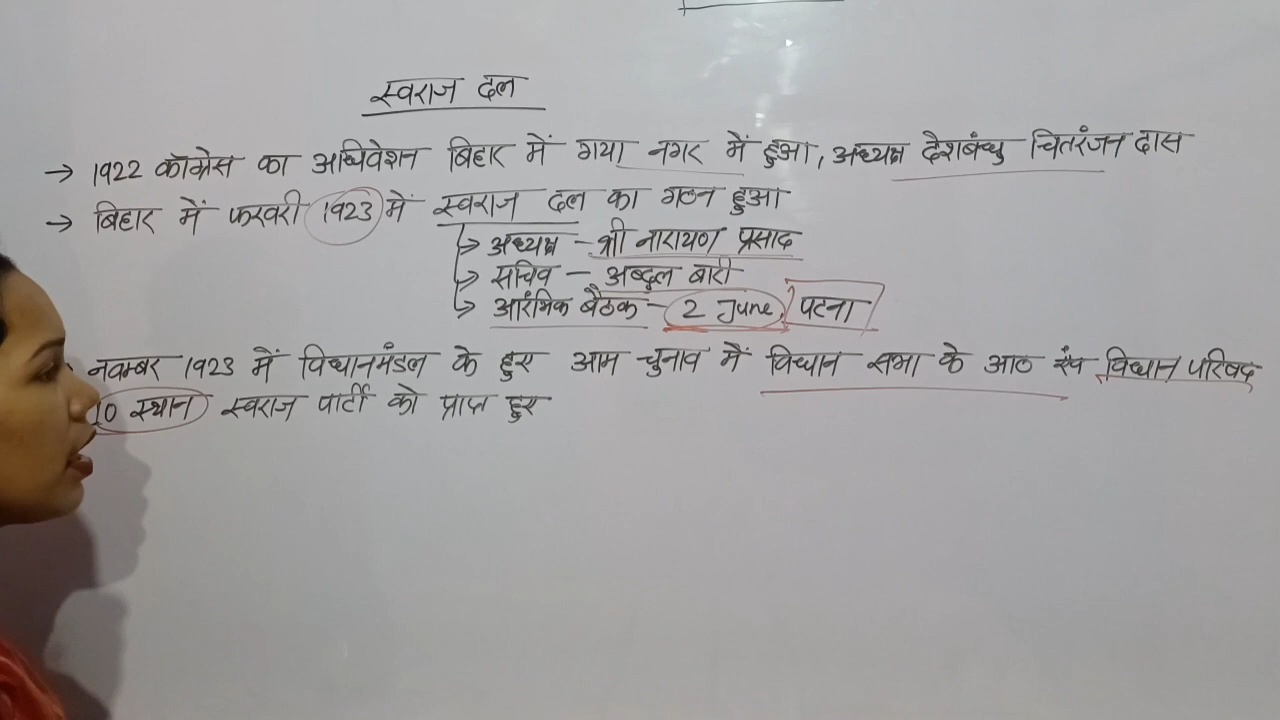 स्वराज दल
→ 1922 कॉग्रेस का अधिवेशन बिहार में गया नगर में हुआ, अध्यक्ष देशबंधु चितरंजन दास
→ बिहार में फरवरी 1923 में स्वराज दल का गठन हुआ
↳ अध्यक्ष - श्री नारायण प्रसाद
↳ सचिव - अब्दुल बारी
↳ आरंभिक बैठक - 2 June, पटना
नवम्बर 1923 में विधानमंडल के हुए आम चुनाव में विधान सभा के आठ एंव विधान परिषद
10 स्थान स्वराज पार्टी को प्राप्त हुए